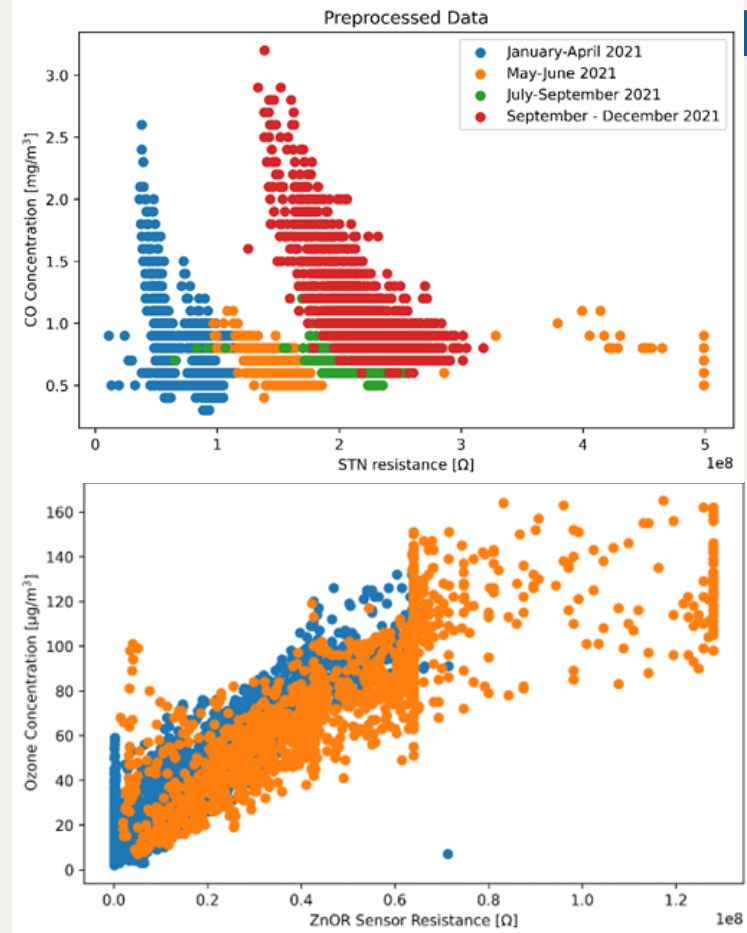 Preprocessed Data
January-April 2021
May-June 2021
July-September 2021
September - December 2021
CO Concentration [mg/m³]
3.0
2.5
2.0
1.5
1.0
0.5
0 1 2 3 4 5
1e8
STN resistance [Ω]
Ozone Concentration [µg/m³]
160
140
120
100
80
60
40
20
0
0.0 0.2 0.4 0.6 0.8 1.0 1.2
1e8
ZnOR Sensor Resistance [Ω]